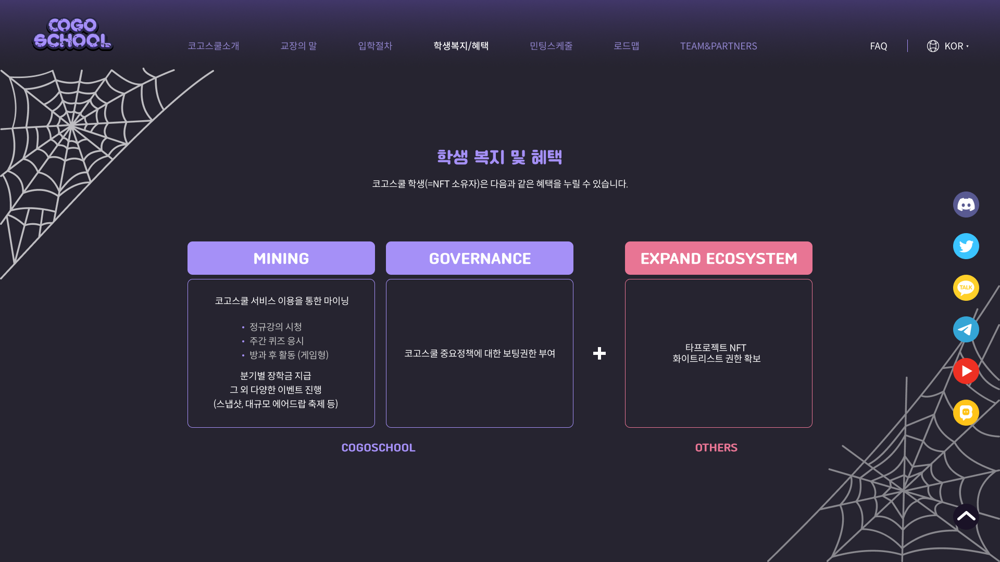 COGO
SCHOOL
코고스쿨소개
교장의 말
입학절차
학생복지/혜택
민팅스케줄
로드맵
TEAM&PARTNERS
FAQ
KOR
학생 복지 및 혜택
코고스쿨 학생(=NFT 소유자)은 다음과 같은 혜택을 누릴 수 있습니다.
MINING
코고스쿨 서비스 이용을 통한 마이닝
• 정규강의 시청
• 주간 퀴즈 응시
• 방과 후 활동 (게임형)
분기별 장학금 지급
그 외 다양한 이벤트 진행
(스냅샷, 대규모 에어드랍 축제 등)
GOVERNANCE
코고스쿨 중요정책에 대한 보팅권한 부여
COGOSCHOOL
+
EXPAND ECOSYSTEM
타프로젝트 NFT
화이트리스트 권한 확보
OTHERS
TALK